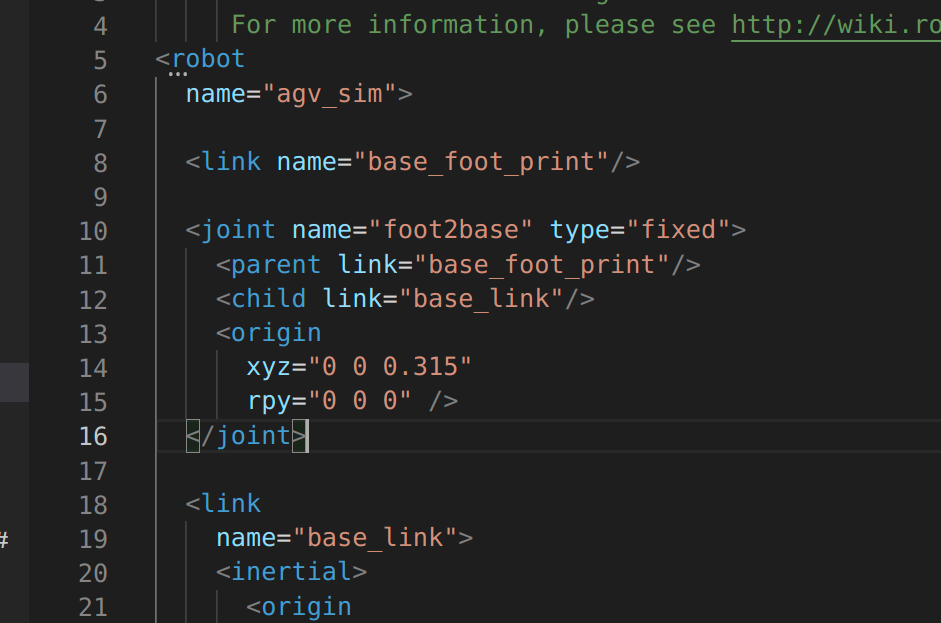 4 For more information, please see http://wiki.ro
5 <robot
6 name="agv_sim">
7
8 <link name="base_foot_print"/>
9
10 <joint name="foot2base" type="fixed">
11 <parent link="base_foot_print"/>
12 <child link="base_link"/>
13 <origin
14 xyz="0 0 0.315"
15 rpy="0 0 0" />
16 </joint>
17
18 <link
# 19 name="base_link">
20 <inertial>
21 <origin